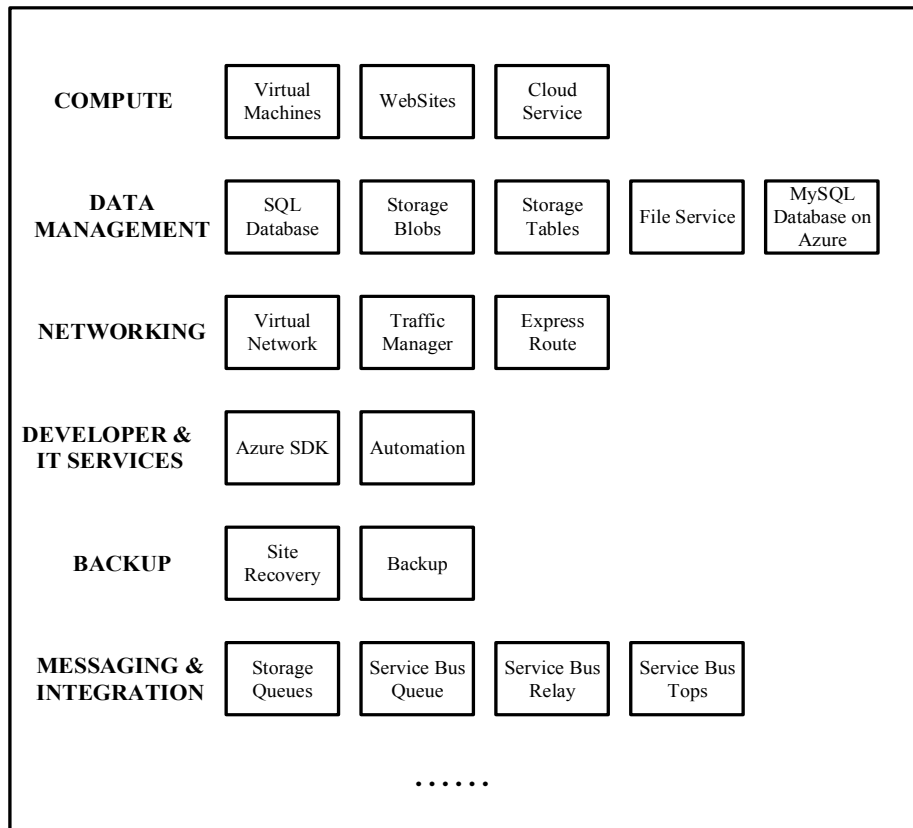 COMPUTE
Virtual
Machines
WebSites
Cloud
Service
DATA
MANAGEMENT
SQL
Database
Storage
Blobs
Storage
Tables
File Service
MySQL
Database on
Azure
NETWORKING
Virtual
Network
Traffic
Manager
Express
Route
DEVELOPER &
IT SERVICES
Azure SDK
Automation
BACKUP
Site
Recovery
Backup
MESSAGING &
INTEGRATION
Storage
Queues
Service Bus
Queue
Service Bus
Relay
Service Bus
Tops
......